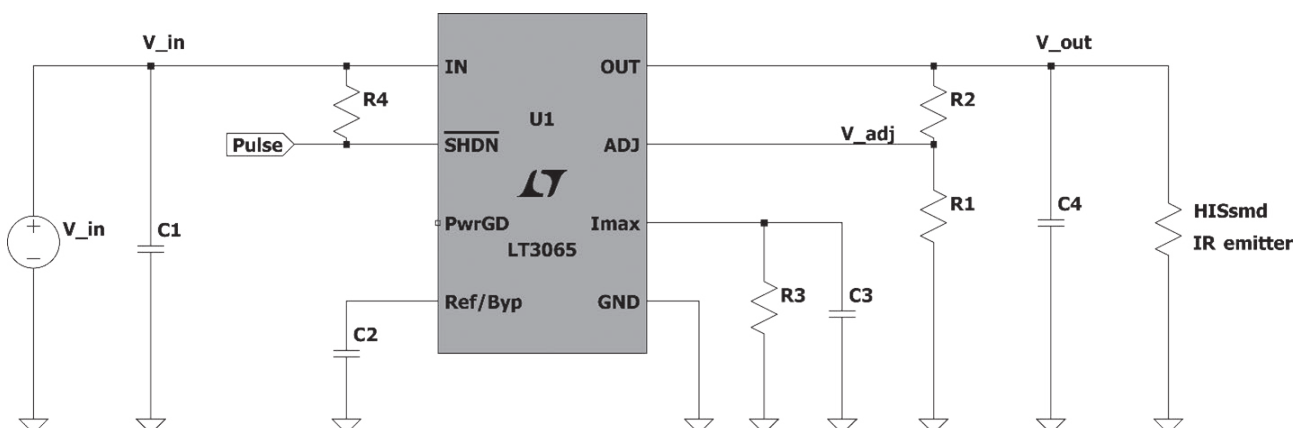 V_in
V_out
IN
OUT
R4
R2
U1
Pulse
SHDN
ADJ
V_adj
R1
V_in
C1
PwrGD
Imax
C4
HISsmd
IR emitter
LT3065
Ref/Byp
GND
R3
C3
C2